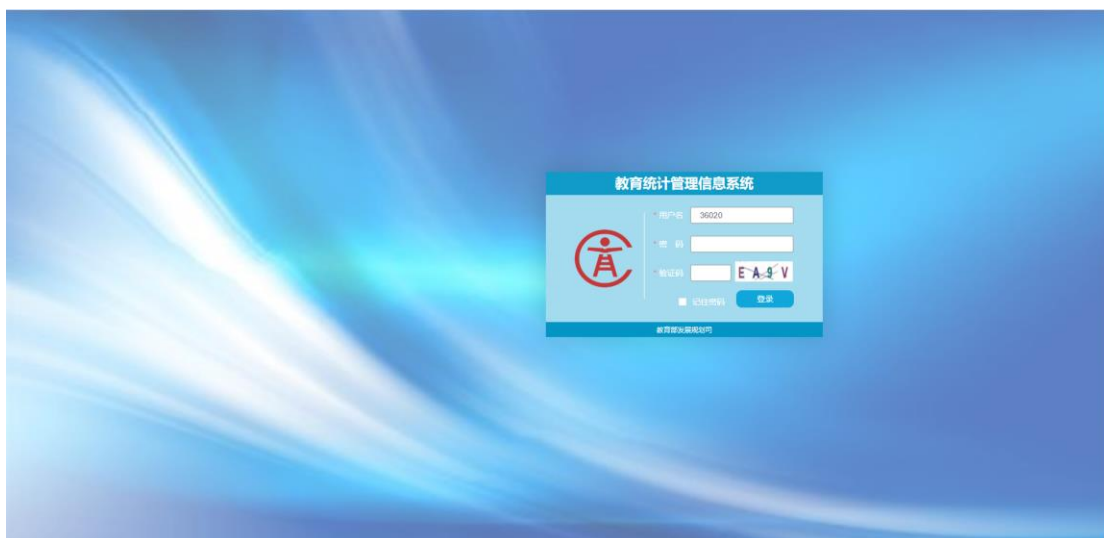 教育统计管理信息系统
* 用户名 36020
* 密 码
* 验证码 EA9V
记住密码 登录
教育部发展规划司